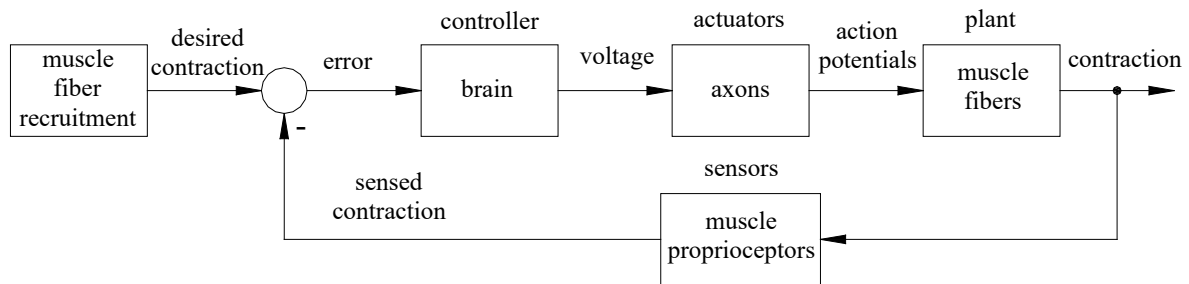 controller
actuators
plant
desired
contraction
error
voltage
action
potentials
contraction
muscle
fiber
recruitment
brain
axons
muscle
fibers
-
sensors
sensed
contraction
muscle
proprioceptors